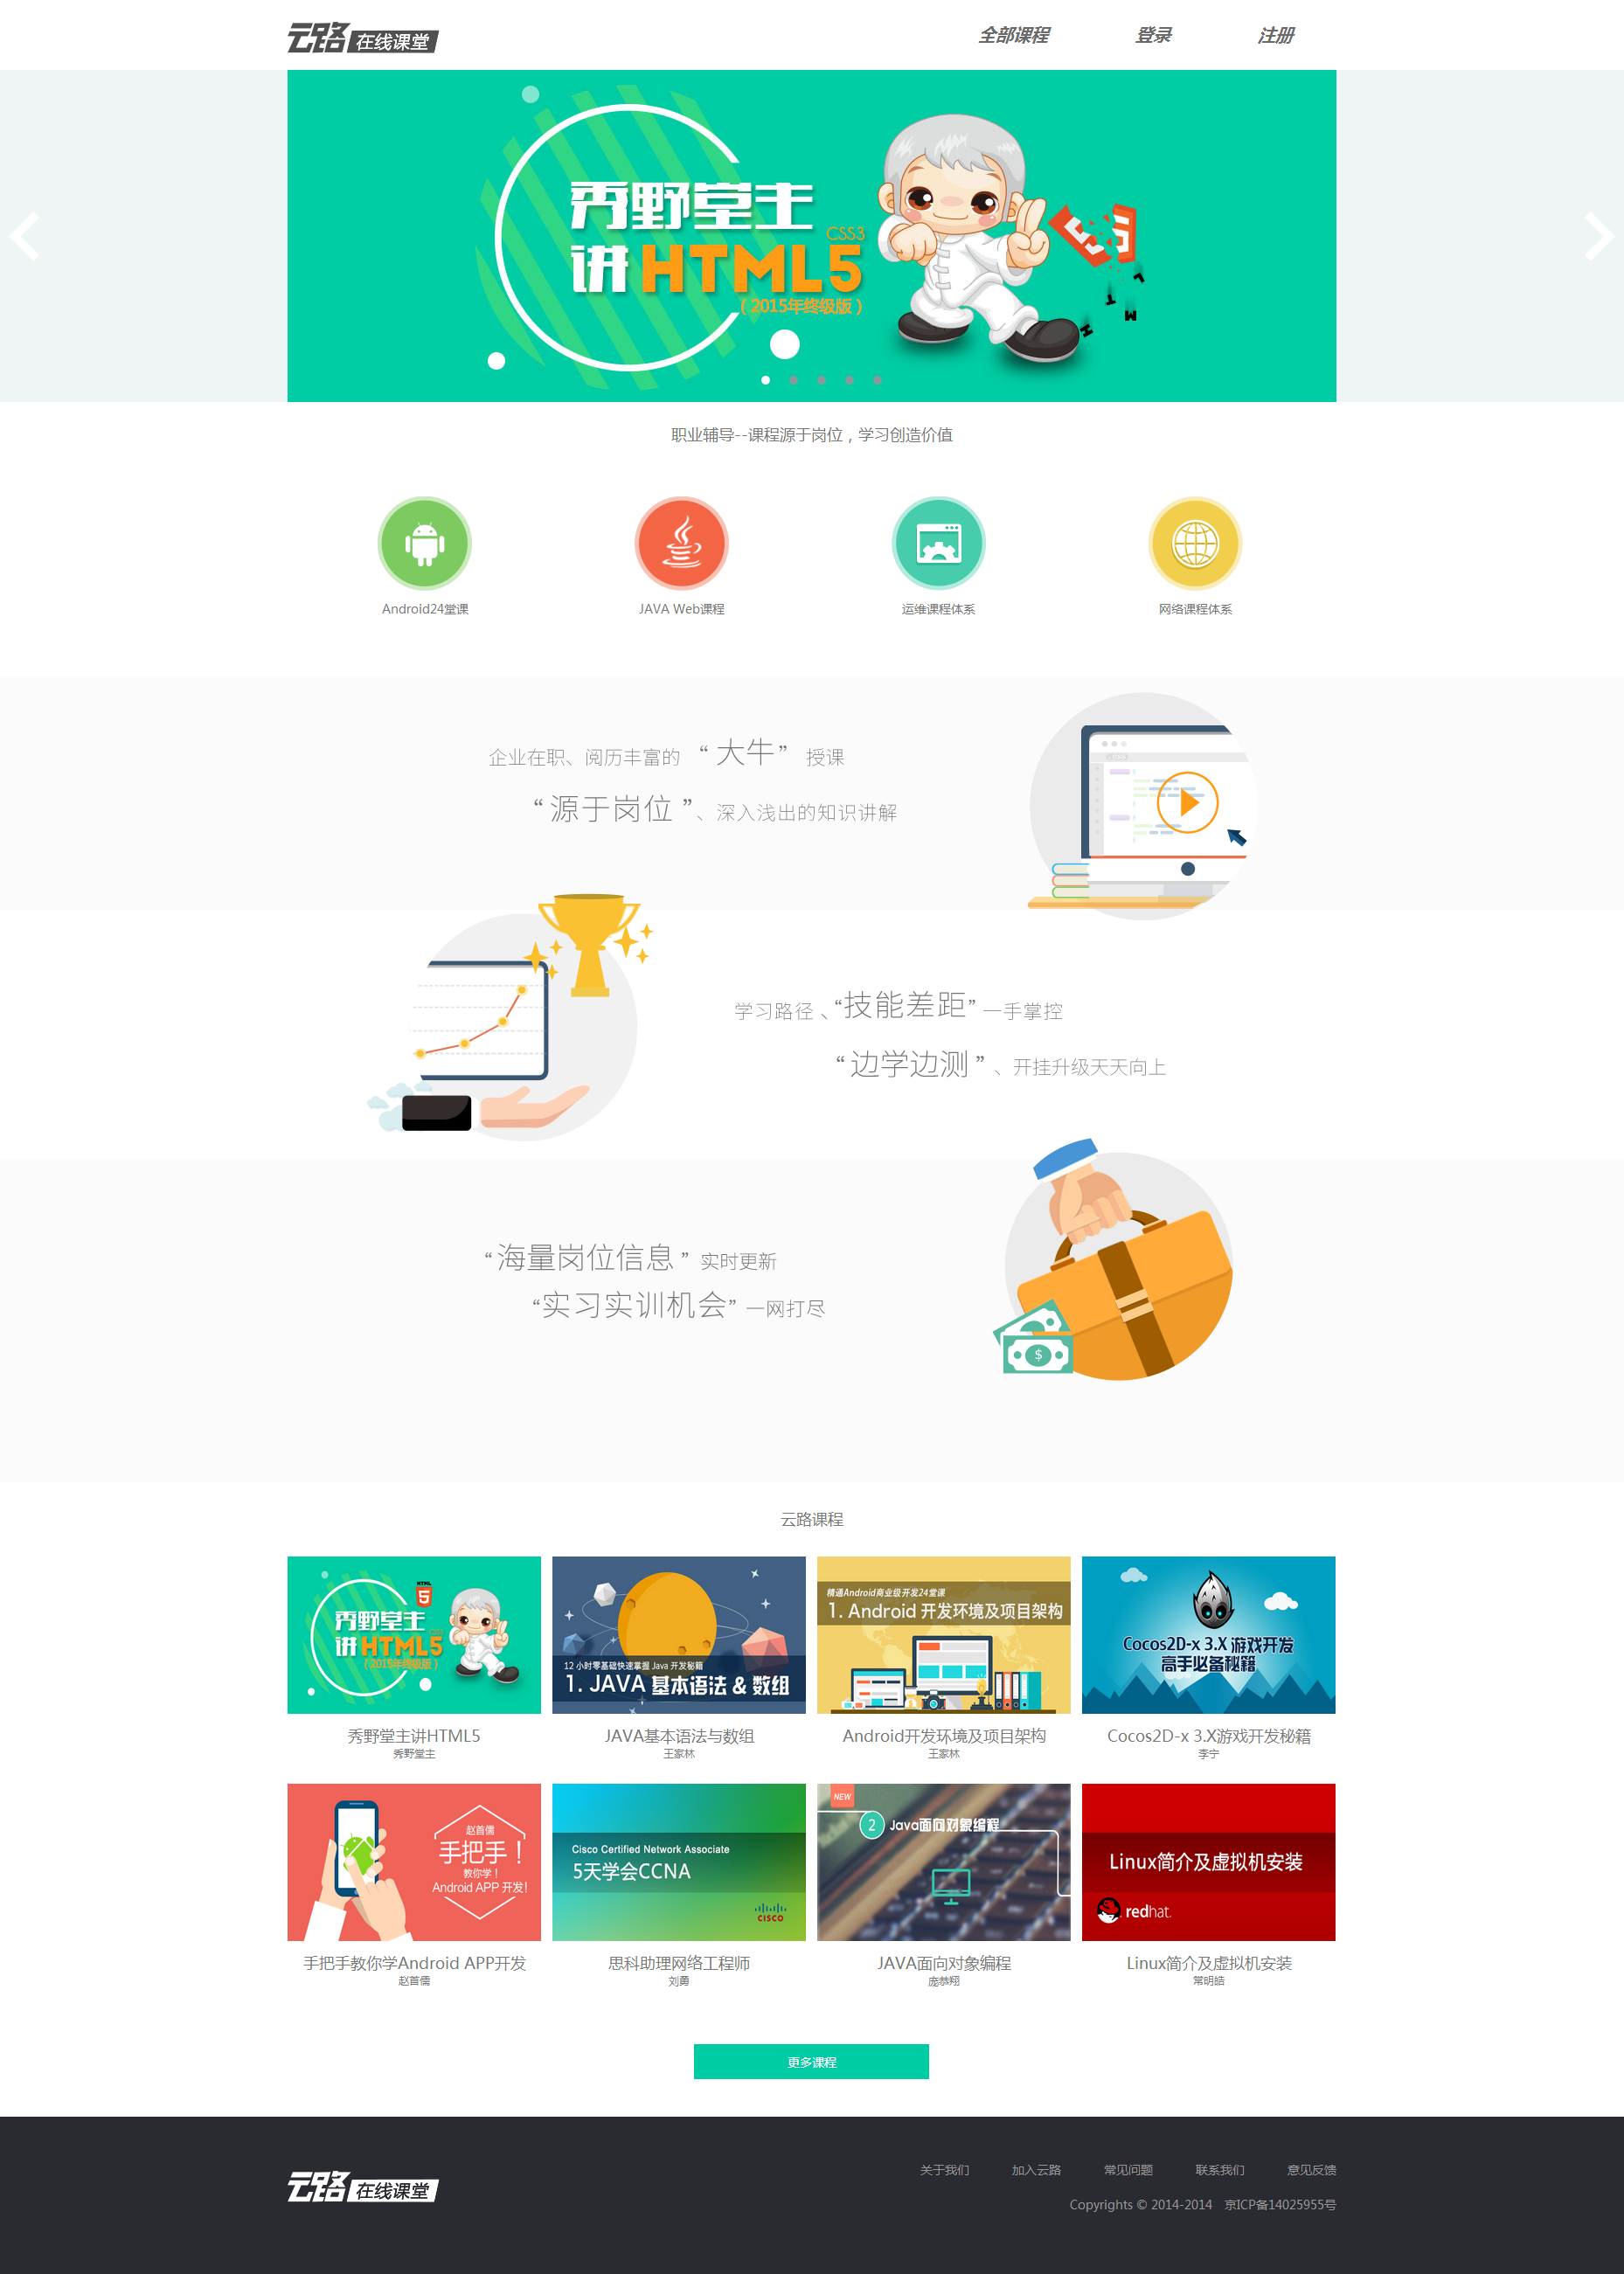 云路 在线课堂
全部课程 登录 注册
秀野堂主
CSS3
讲 HTML5
(2015年终级版)
职业辅导--课程源于岗位，学习创造价值
Android24堂课 JAVA Web课程 运维课程体系 网络课程体系
企业在职、阅历丰富的 “ 大牛 ” 授课
“ 源于岗位 ”、深入浅出的知识讲解
学习路径 、“技能差距” 一手掌控
“ 边学边测 ” 、开挂升级天天向上
“ 海量岗位信息 ” 实时更新
“实习实训机会” 一网打尽
云路课程
HTML
5
秀野堂主
CSS3
讲 HTML5
(2015年终级版)
12 小时零基础快速掌握 Java 开发秘籍
1. JAVA 基本语法 & 数组
精通Android商业级开发24堂课
1. Android 开发环境及项目架构
Cocos2D-x 3.X 游戏开发
高手必备秘籍
秀野堂主讲HTML5 JAVA基本语法与数组 Android开发环境及项目架构 Cocos2D-x 3.X游戏开发秘籍
秀野堂主 王家林 王家林 李宁
赵首儒
手把手！
教你学！
Android APP 开发!
Cisco Certified Network Associate
5天学会CCNA
CISCO
NEW
2 Java面向对象编程
Linux简介及虚拟机安装
redhat.
手把手教你学Android APP开发 思科助理网络工程师 JAVA面向对象编程 Linux简介及虚拟机安装
赵首儒 刘勇 庞恭翔 常明皓
更多课程
云路 在线课堂
关于我们 加入云路 常见问题 联系我们 意见反馈
Copyrights © 2014-2014 京ICP备14025955号